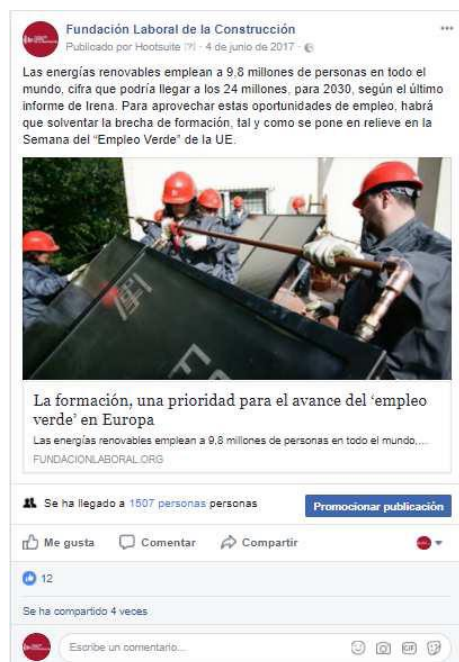 Fundación Laboral de la Construcción
Publicado por Hootsuite [?] · 4 de junio de 2017 ·
Las energías renovables emplean a 9,8 millones de personas en todo el
mundo, cifra que podría llegar a los 24 millones, para 2030, según el último
informe de Irena. Para aprovechar estas oportunidades de empleo, habrá
que solventar la brecha de formación, tal y como se pone en relieve en la
Semana del “Empleo Verde” de la UE.
La formación, una prioridad para el avance del ‘empleo
verde’ en Europa
Las energías renovables emplean a 9,8 millones de personas en todo el mundo,...
FUNDACIONLABORAL.ORG
Se ha llegado a 1507 personas personas
Promocionar publicación
Me gusta Comentar Compartir
12
Se ha compartido 4 veces
Escribe un comentario...
GIF